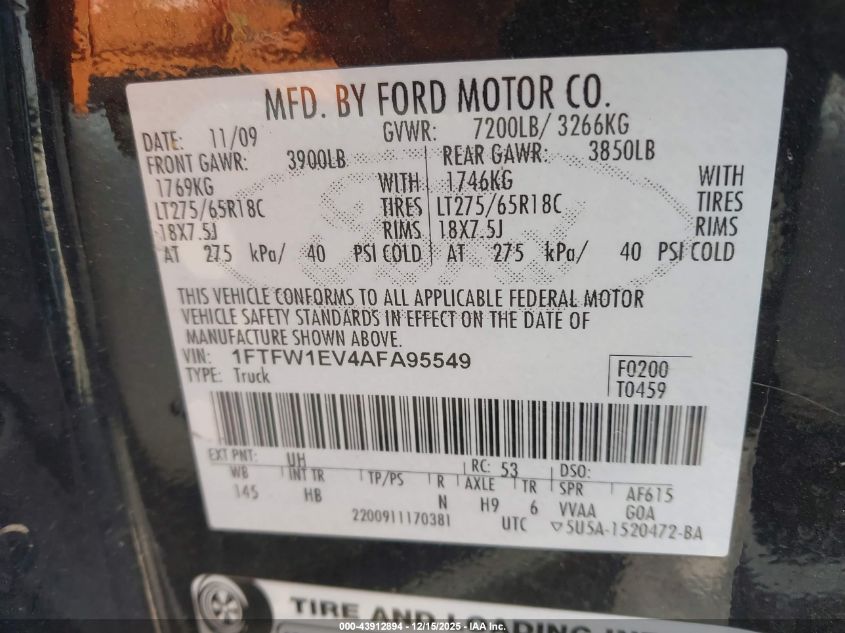 MFD. BY FORD MOTOR CO.
DATE: 11/09 GVWR: 7200LB/ 3266KG
FRONT GAWR: 3900LB REAR GAWR: 3850LB
1769KG WITH 1746KG WITH
LT275/65R18C TIRES LT275/65R18C TIRES
18X7.5J RIMS 18X7.5J RIMS
AT 275 kPa/ 40 PSI COLD AT 275 kPa/ 40 PSI COLD
THIS VEHICLE CONFORMS TO ALL APPLICABLE FEDERAL MOTOR
VEHICLE SAFETY STANDARDS IN EFFECT ON THE DATE OF
MANUFACTURE SHOWN ABOVE.
VIN: 1FTFW1EV4AFA95549
TYPE: Truck
F0200
T0459
EXT PNT: UH RC: 53 DSO:
WB INT TR TP/PS R AXLE TR SPR AF615
145 HB N H9 6 VVAA GOA
2200911170381 UTC 5U5A-1520472-BA
TIRE AND
000-43912894 - 12/15/2025 - IAA Inc.